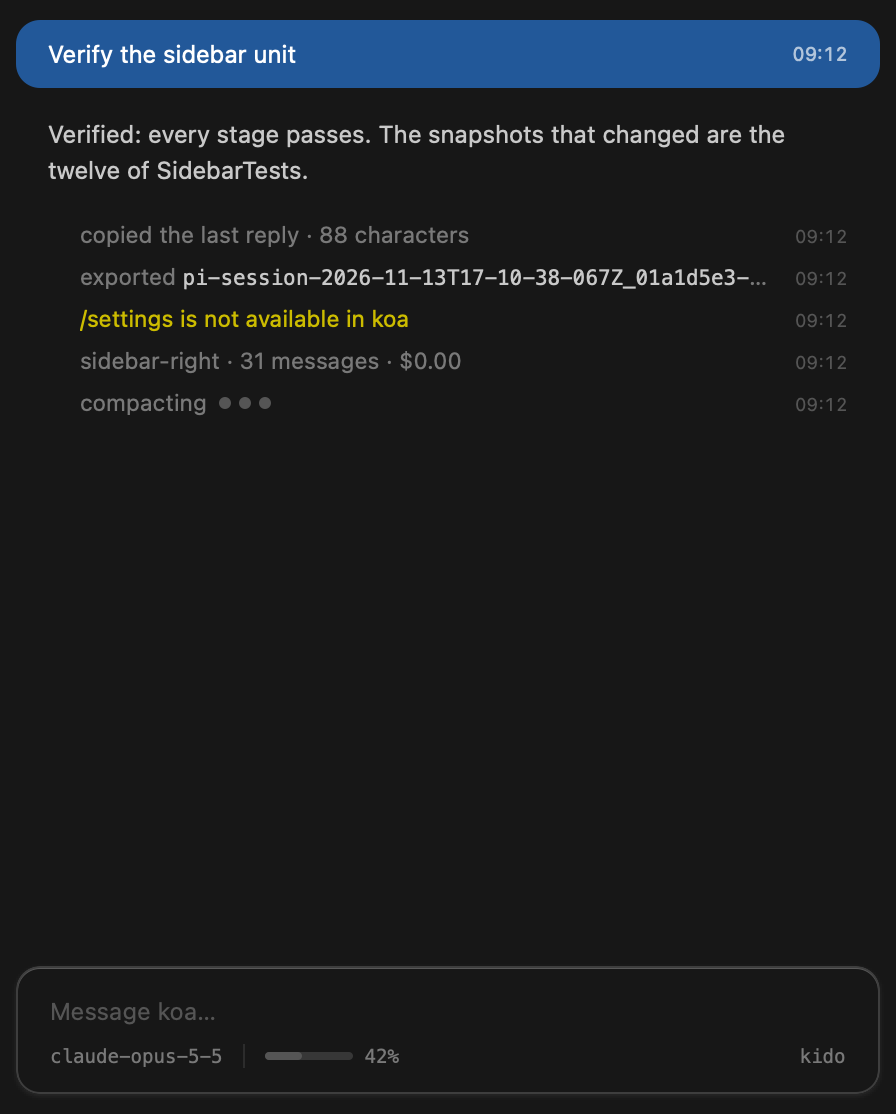 Verify the sidebar unit 09:12
Verified: every stage passes. The snapshots that changed are the
twelve of SidebarTests.
copied the last reply · 88 characters 09:12
exported pi-session-2026-11-13T17-10-38-067Z_01a1d5e3-… 09:12
/settings is not available in koa 09:12
sidebar-right · 31 messages · $0.00 09:12
compacting 09:12
Message koa…
claude-opus-5-5 42% kido